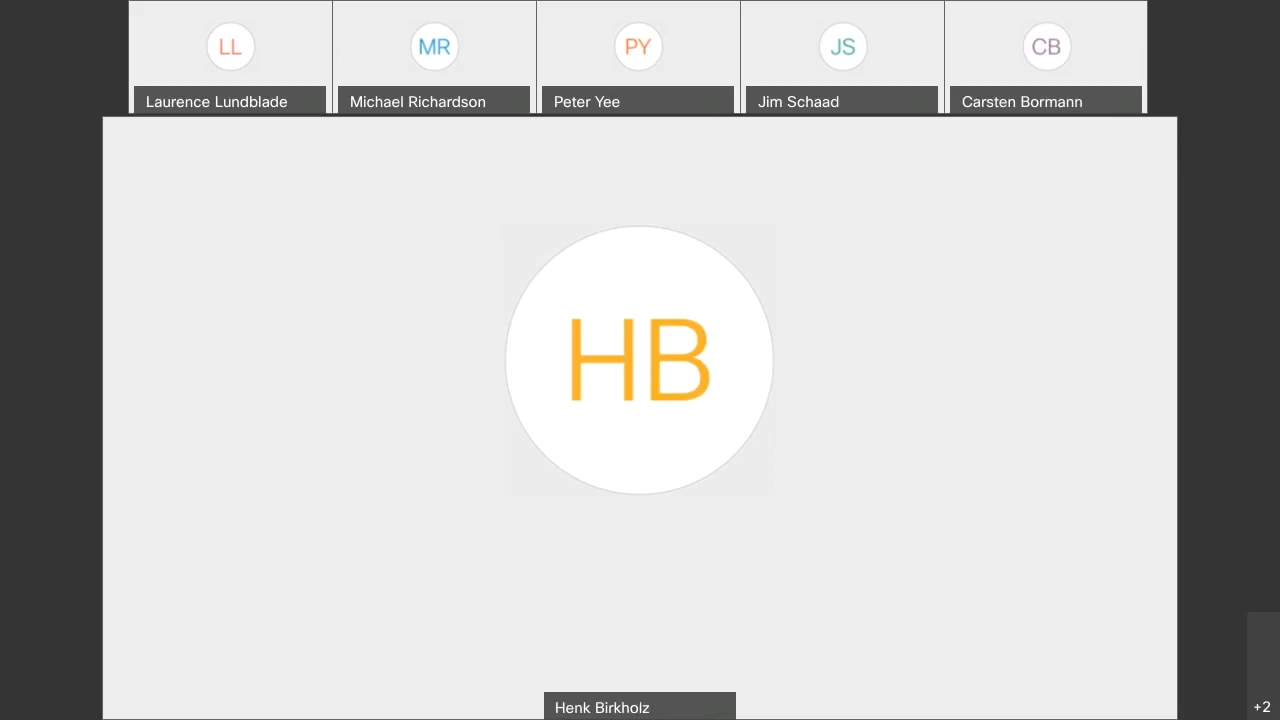 LL
MR
PY
JS
CB
Laurence Lundblade
Michael Richardson
Peter Yee
Jim Schaad
Carsten Bormann
HB
Henk Birkholz
+2